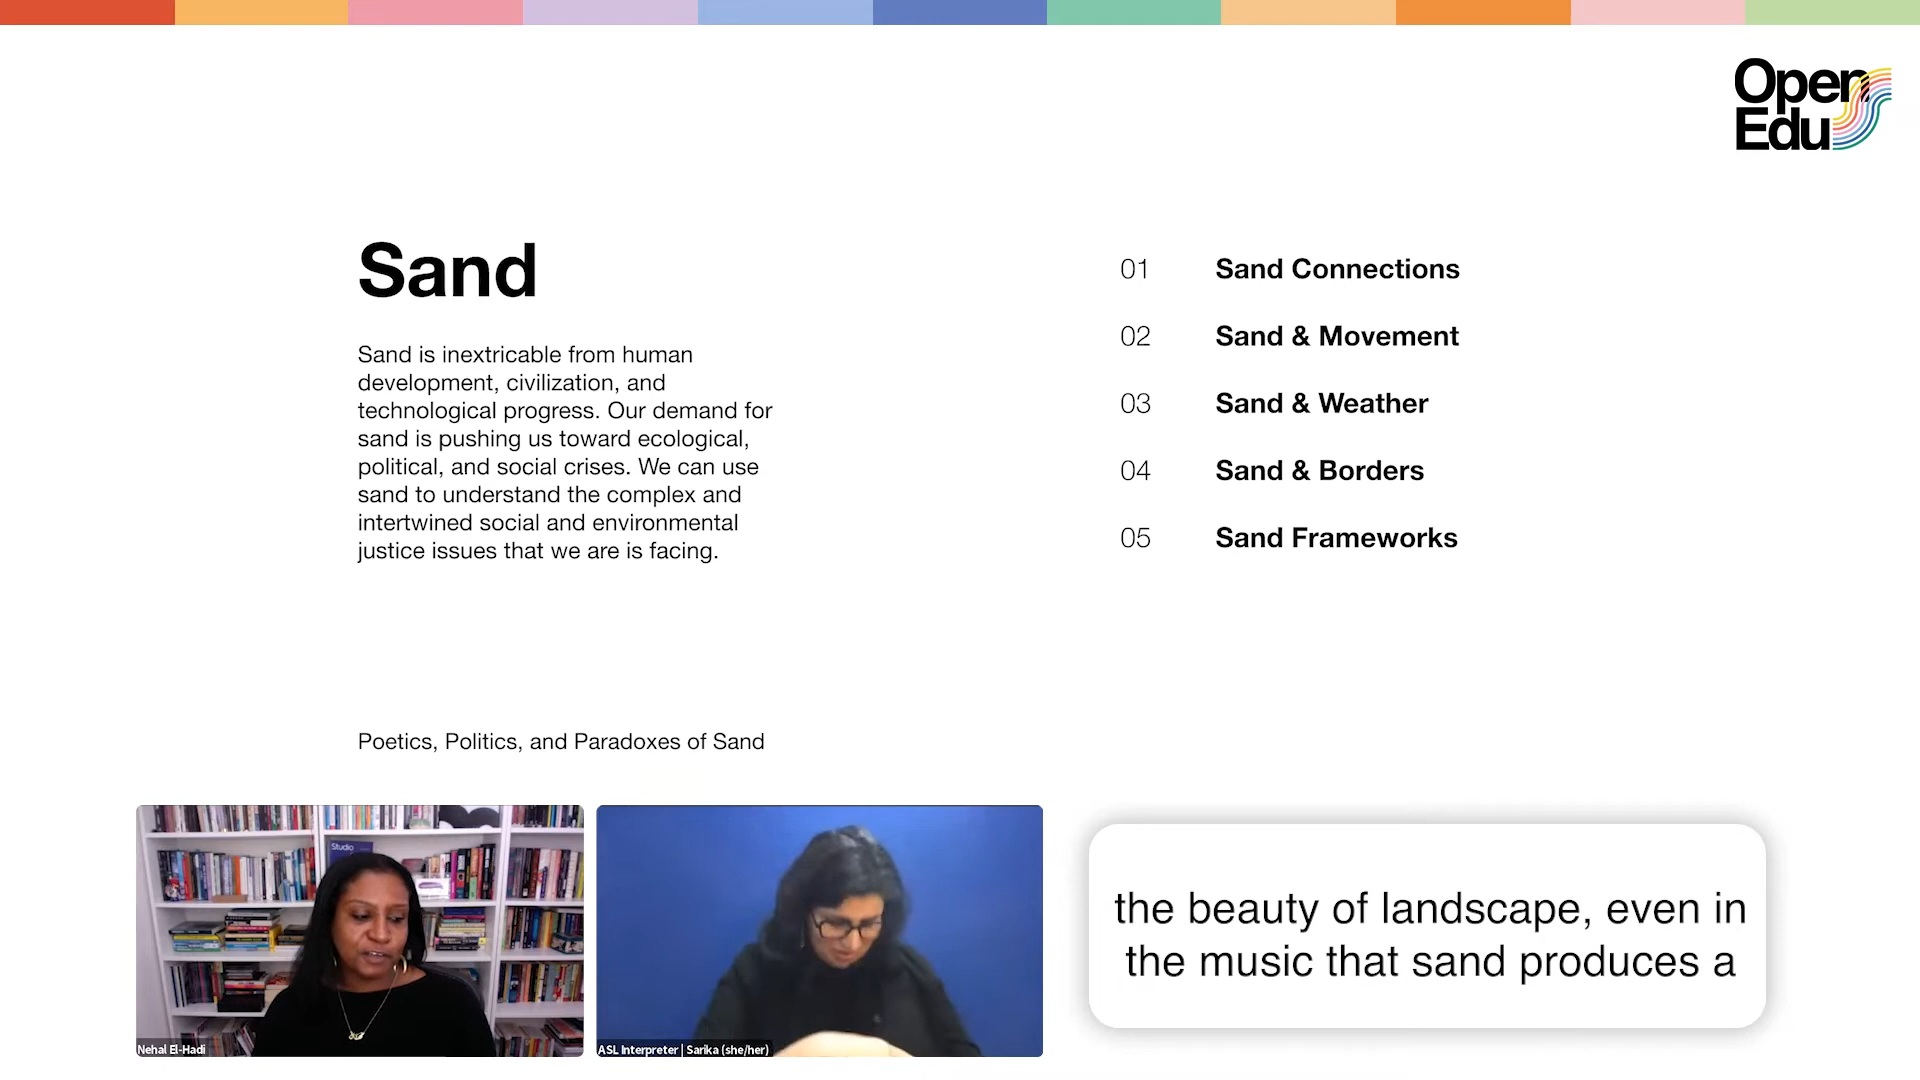 Open
Edu
Sand
Sand is inextricable from human
development, civilization, and
technological progress. Our demand for
sand is pushing us toward ecological,
political, and social crises. We can use
sand to understand the complex and
intertwined social and environmental
justice issues that we are is facing.
01 Sand Connections
02 Sand & Movement
03 Sand & Weather
04 Sand & Borders
05 Sand Frameworks
Poetics, Politics, and Paradoxes of Sand
Studio
Nehal El-Hadi
ASL Interpreter | Sarika (she/her)
the beauty of landscape, even in
the music that sand produces a